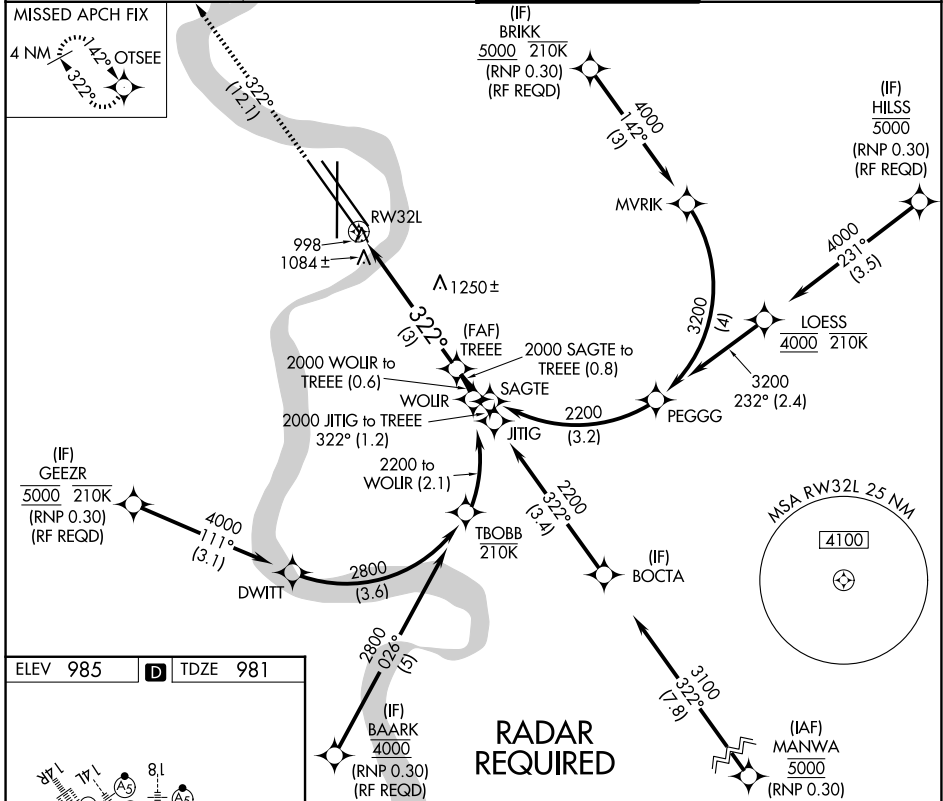 MISSED APCH FIX
4 NM
142°
322°
OTSEE
322°
(12.1)
(IF)
BRIKK
5000 210K
(RNP 0.30)
(RF REQD)
4000
142°
(3)
(IF)
HILSS
5000
(RNP 0.30)
(RF REQD)
MVRIK
4000
231°
(3.5)
RW32L
998
1084 ±
1250 ±
322°
(3)
3200
(4)
LOESS
4000 210K
(FAF)
TREEE
2000 WOLIR to
TREEE (0.6)
2000 SAGTE to
TREEE (0.8)
3200
232° (2.4)
WOLIR
SAGTE
PEGGG
2000 JITIG to TREEE
322° (1.2)
JITIG
2200
(3.2)
2200 to
WOLIR (2.1)
(IF)
GEEZR
5000 210K
(RNP 0.30)
(RF REQD)
4000
111°
(3.1)
2200
322°
(3.4)
TBOBB
210K
MSA RW32L 25 NM
4100
DWITT
2800
(3.6)
(IF)
BOCTA
2800
026°
(5)
3100
322°
(7.8)
ELEV 985 D TDZE 981
(IF)
BAARK
4000
(RNP 0.30)
(RF REQD)
RADAR
REQUIRED
(IAF)
MANWA
5000
(RNP 0.30)
14R
14L
A5
18
A5